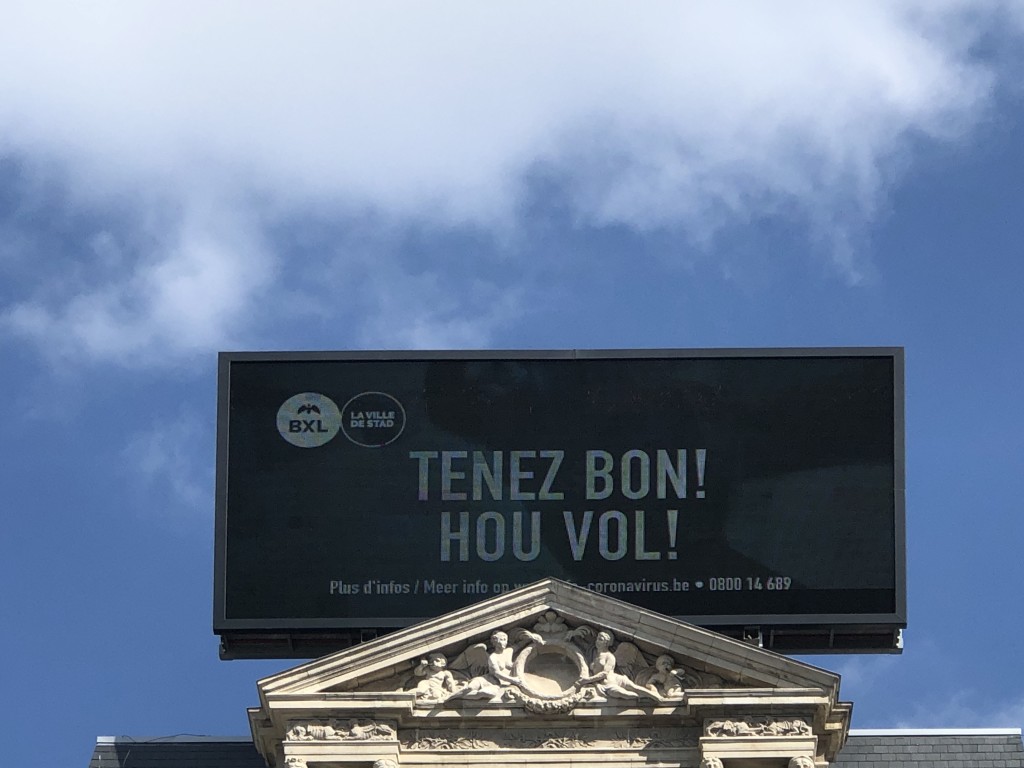 BXL
LA VILLE
DE STAD
TENEZ BON!
HOU VOL!
Plus d'infos / Meer info op -coronavirus.be • 0800 14 689